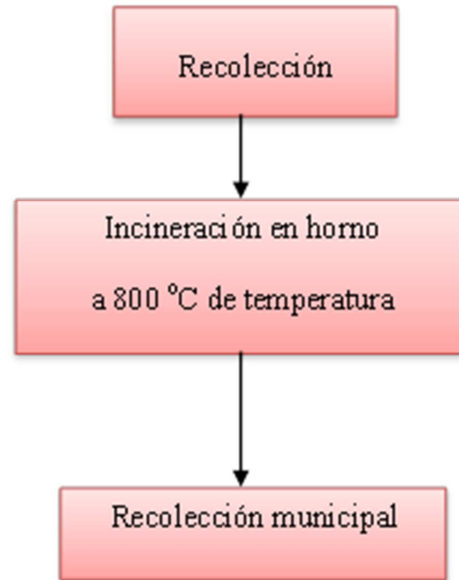 Recolección
Incineración en horno
a 800 °C de temperatura
Recolección municipal